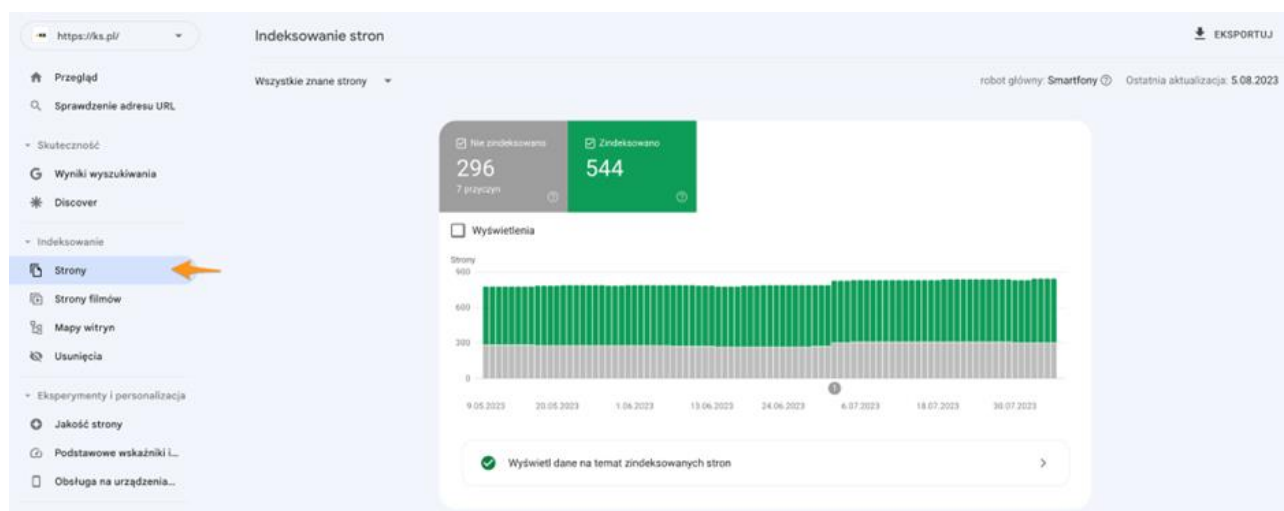 https://ks.pl/
Przegląd
Sprawdzenie adresu URL
Skuteczność
Wyniki wyszukiwania
Discover
Indeksowanie
Strony
Strony filmów
Mapy witryn
Usunięcia
Eksperymenty i personalizacja
Jakość strony
Podstawowe wskaźniki i...
Obsługa na urządzenia...
Indeksowanie stron
EKSPORTUJ
Wszystkie znane strony
robot główny: Smartfony
Ostatnia aktualizacja: 5.08.2023
Nie zindeksowano
296
7 przyczyn
Zindeksowano
544
Wyświetlenia
Strony
900
600
300
0
1
9.05.2023 20.05.2023 1.06.2023 13.06.2023 24.06.2023 6.07.2023 18.07.2023 30.07.2023
Wyświetl dane na temat zindeksowanych stron